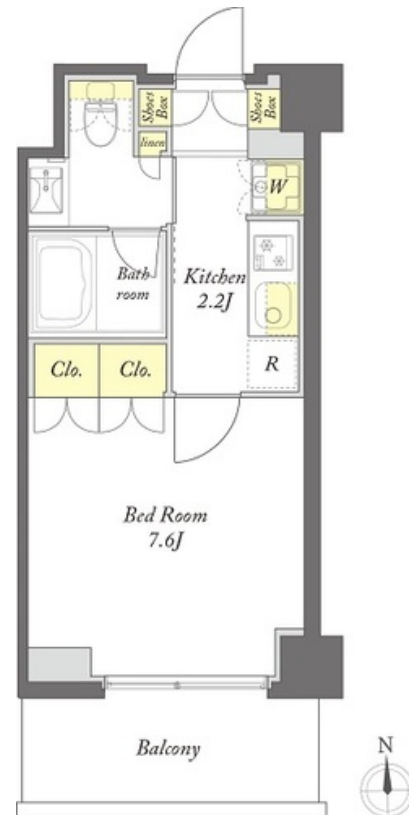 Shoes
Box
Shoes
Box
linen
W
Kitchen
2.2J
Bath
room
Clo.
Clo.
R
Bed Room
7.6J
Balcony
N